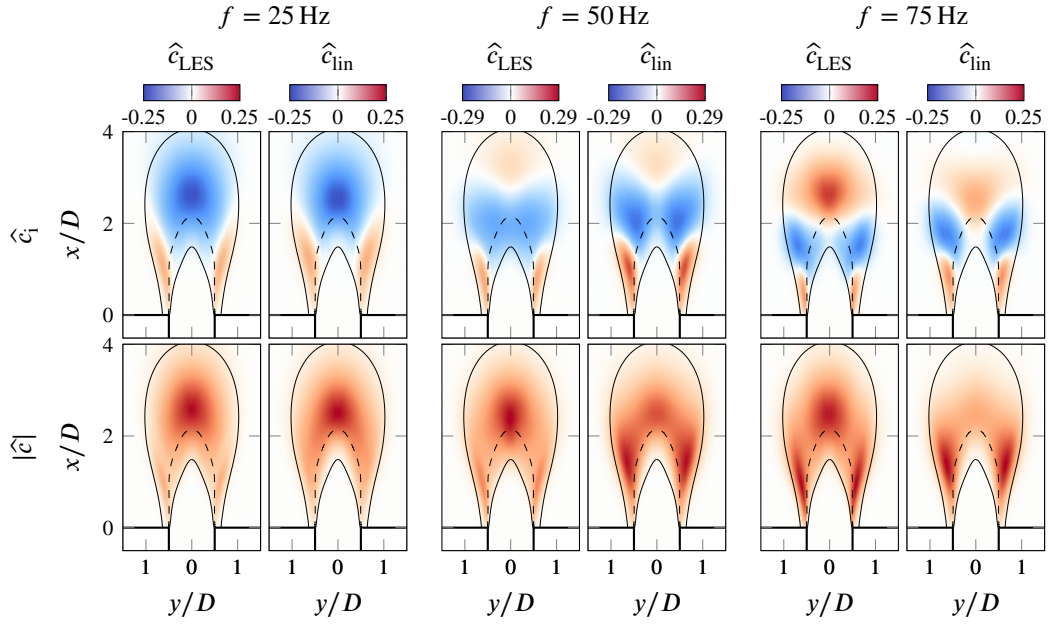 f = 25 Hz f = 50 Hz f = 75 Hz
ĉ_LES ĉ_lin ĉ_LES ĉ_lin ĉ_LES ĉ_lin
-0.25 0 0.25 -0.25 0 0.25 -0.29 0 0.29 -0.29 0 0.29 -0.25 0 0.25 -0.25 0 0.25
4
ĉ_i x/D 2
0
4
|ĉ| x/D 2
0
1 0 1 1 0 1 1 0 1 1 0 1 1 0 1 1 0 1
y/D y/D y/D y/D y/D y/D